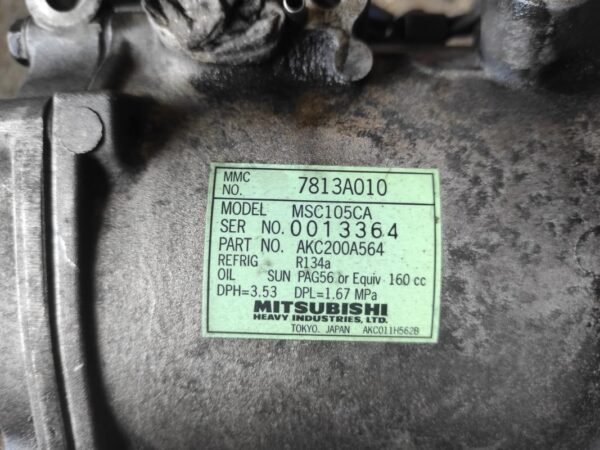 MMC NO. 7813A010
MODEL MSC105CA
SER NO. 0013364
PART NO. AKC200A564
REFRIG R134a
OIL SUN PAG56 or Equiv 160 cc
DPH=3.53 DPL=1.67 MPa
MITSUBISHI
HEAVY INDUSTRIES, LTD.
TOKYO. JAPAN AKC011H562B